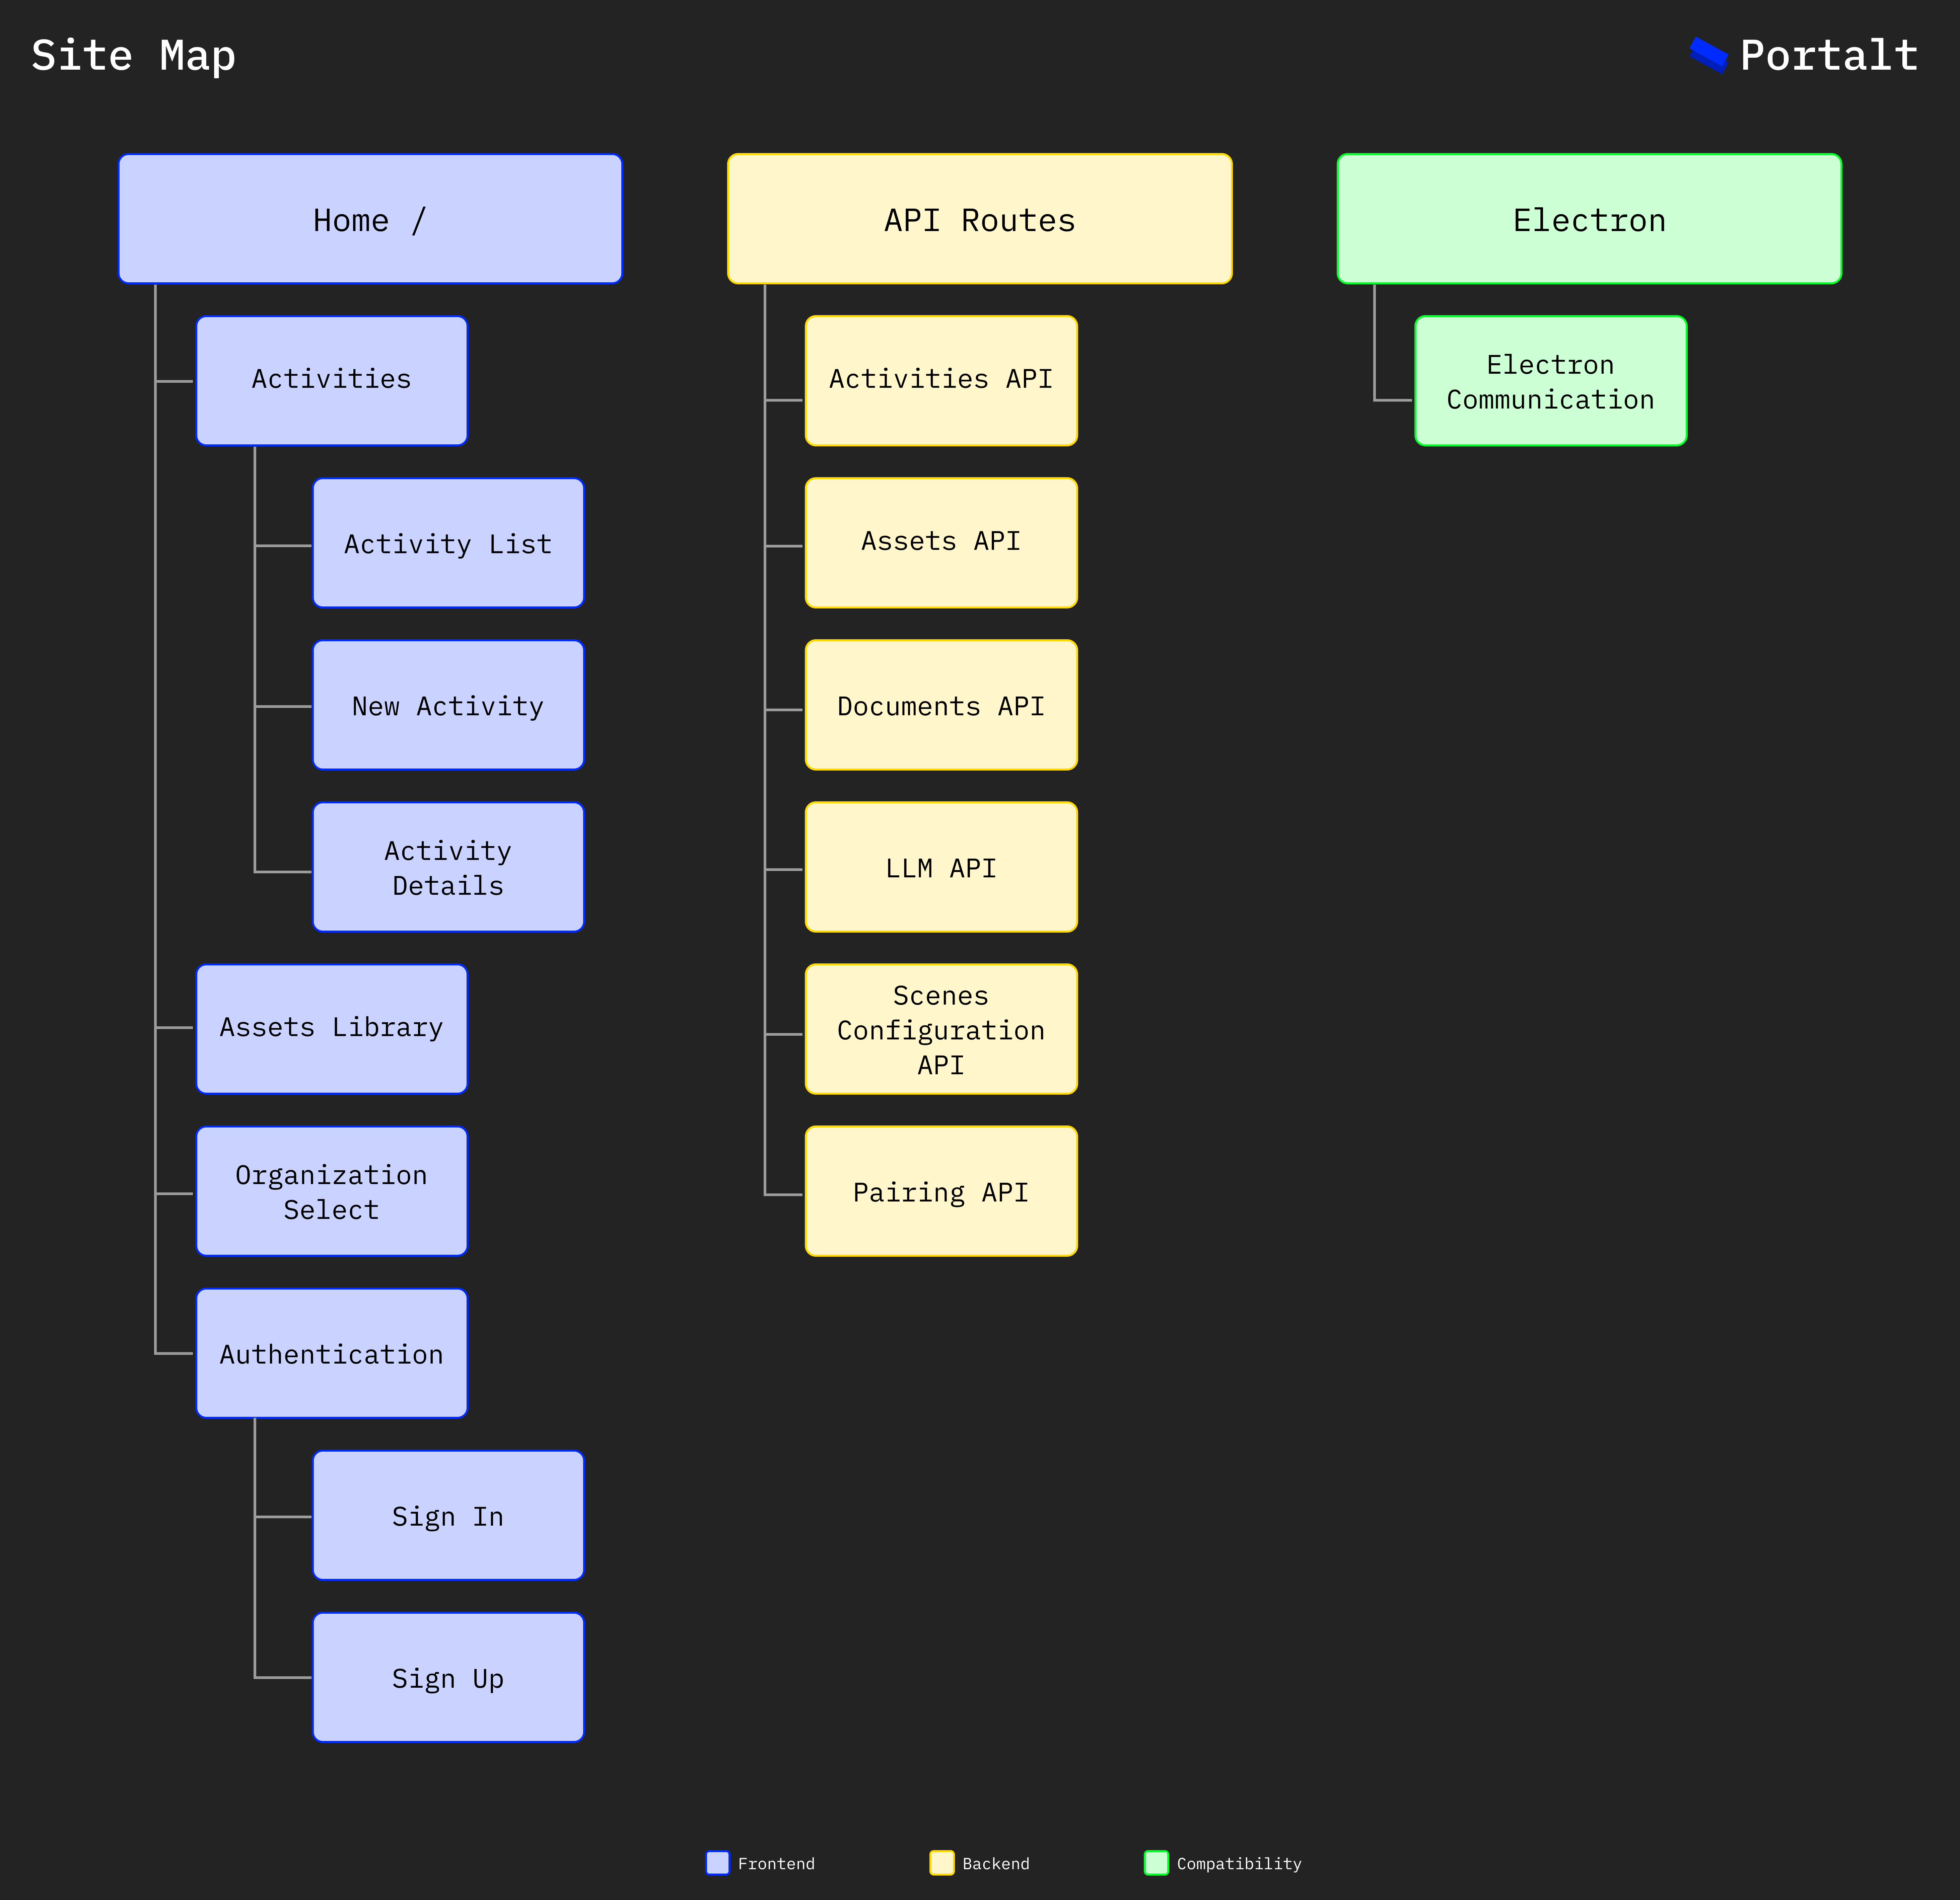 Site Map
Portalt
Home /
Activities
Activity List
New Activity
Activity
Details
Assets Library
Organization
Select
Authentication
Sign In
Sign Up
API Routes
Activities API
Assets API
Documents API
LLM API
Scenes
Configuration
API
Pairing API
Electron
Electron
Communication
Frontend
Backend
Compatibility